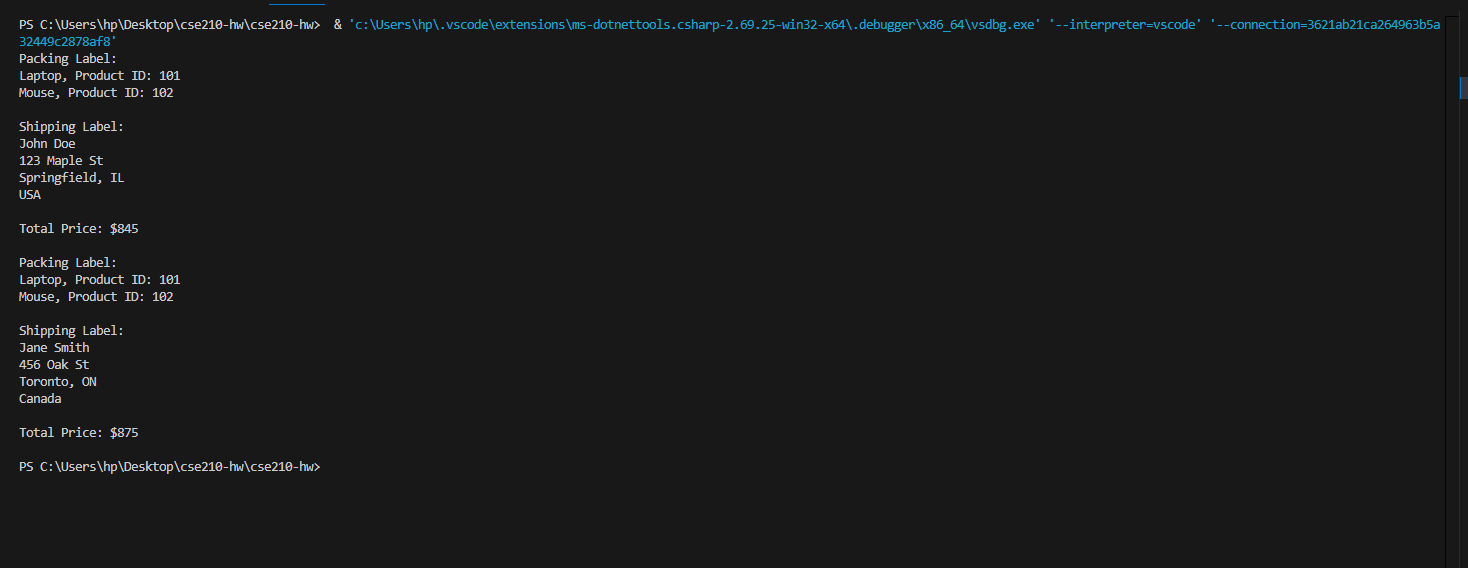 PS C:\Users\hp\Desktop\cse210-hw\cse210-hw>  & 'c:\Users\hp\.vscode\extensions\ms-dotnettools.csharp-2.69.25-win32-x64\.debugger\x86_64\vsdbg.exe' '--interpreter=vscode' '--connection=3621ab21ca264963b5a
32449c2878af8'
Packing Label:
Laptop, Product ID: 101
Mouse, Product ID: 102

Shipping Label:
John Doe
123 Maple St
Springfield, IL
USA

Total Price: $845

Packing Label:
Laptop, Product ID: 101
Mouse, Product ID: 102

Shipping Label:
Jane Smith
456 Oak St
Toronto, ON
Canada

Total Price: $875

PS C:\Users\hp\Desktop\cse210-hw\cse210-hw>